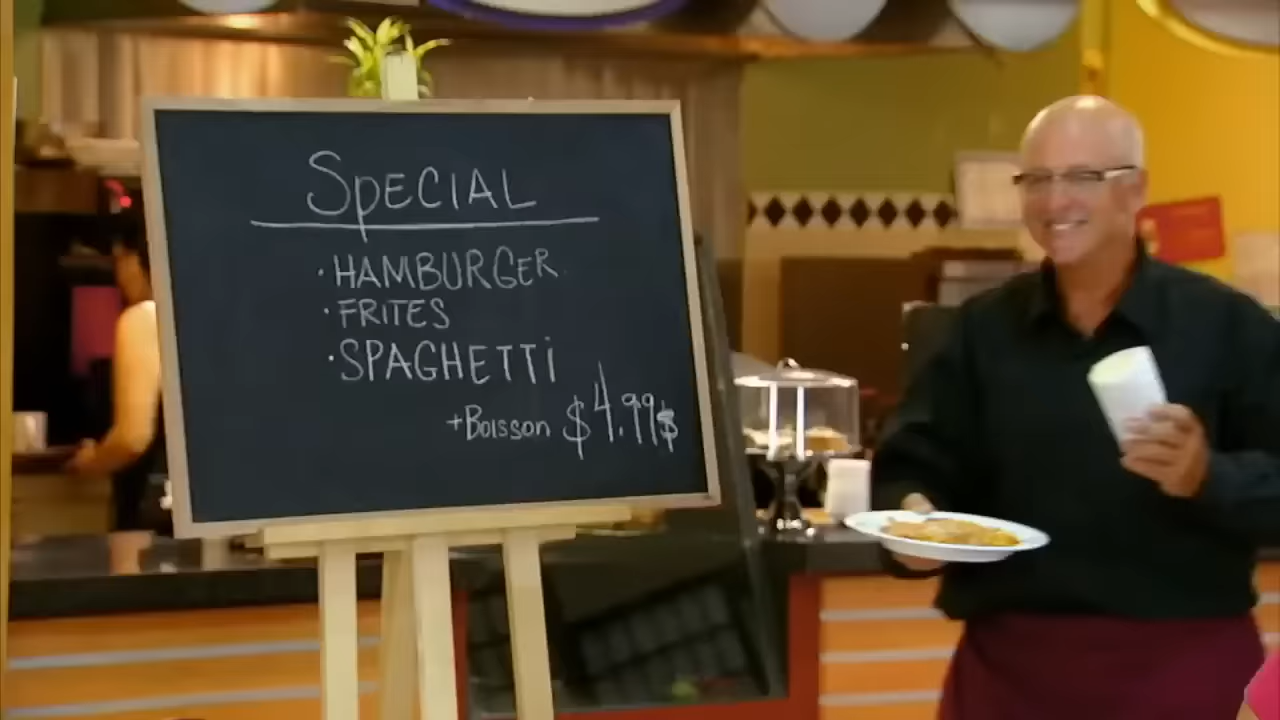 SpECIAL
·HAMBURGER
·FRITES
·SPAGHETTi
+Boisson $4.99$